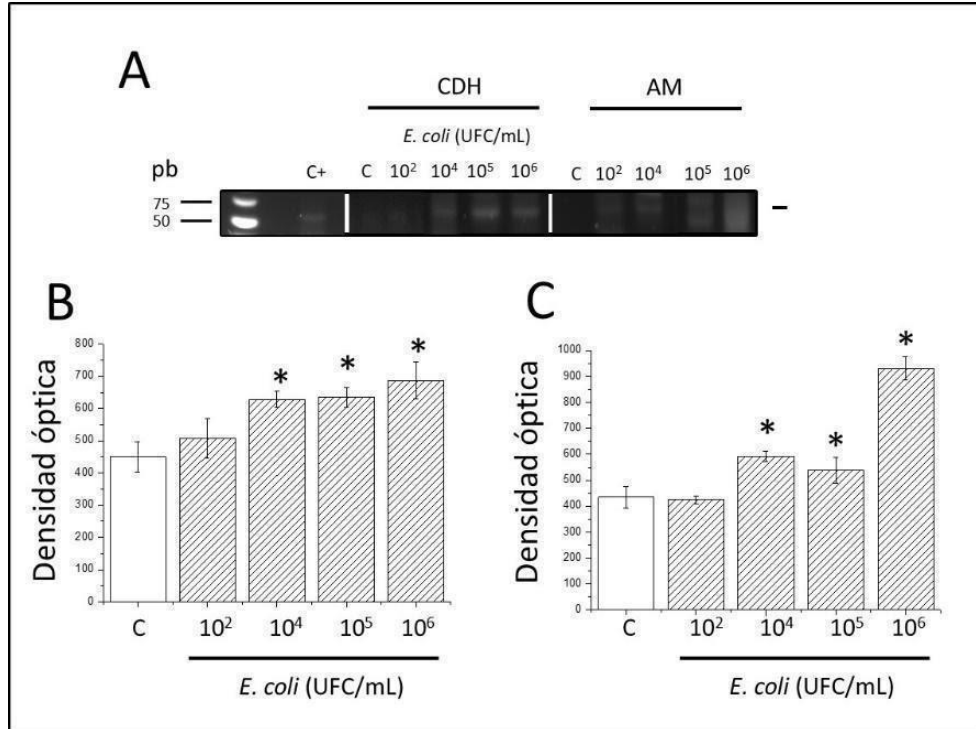 A
CDH AM
E. coli (UFC/mL)
pb C+ C 10² 10⁴ 10⁵ 10⁶ C 10² 10⁴ 10⁵ 10⁶
75
50
B
Densidad óptica
800
700
600
500
400
300
200
100
0
* * *
C 10² 10⁴ 10⁵ 10⁶
E. coli (UFC/mL)
C
Densidad óptica
1000
900
800
700
600
500
400
300
200
100
0
* * *
C 10² 10⁴ 10⁵ 10⁶
E. coli (UFC/mL)